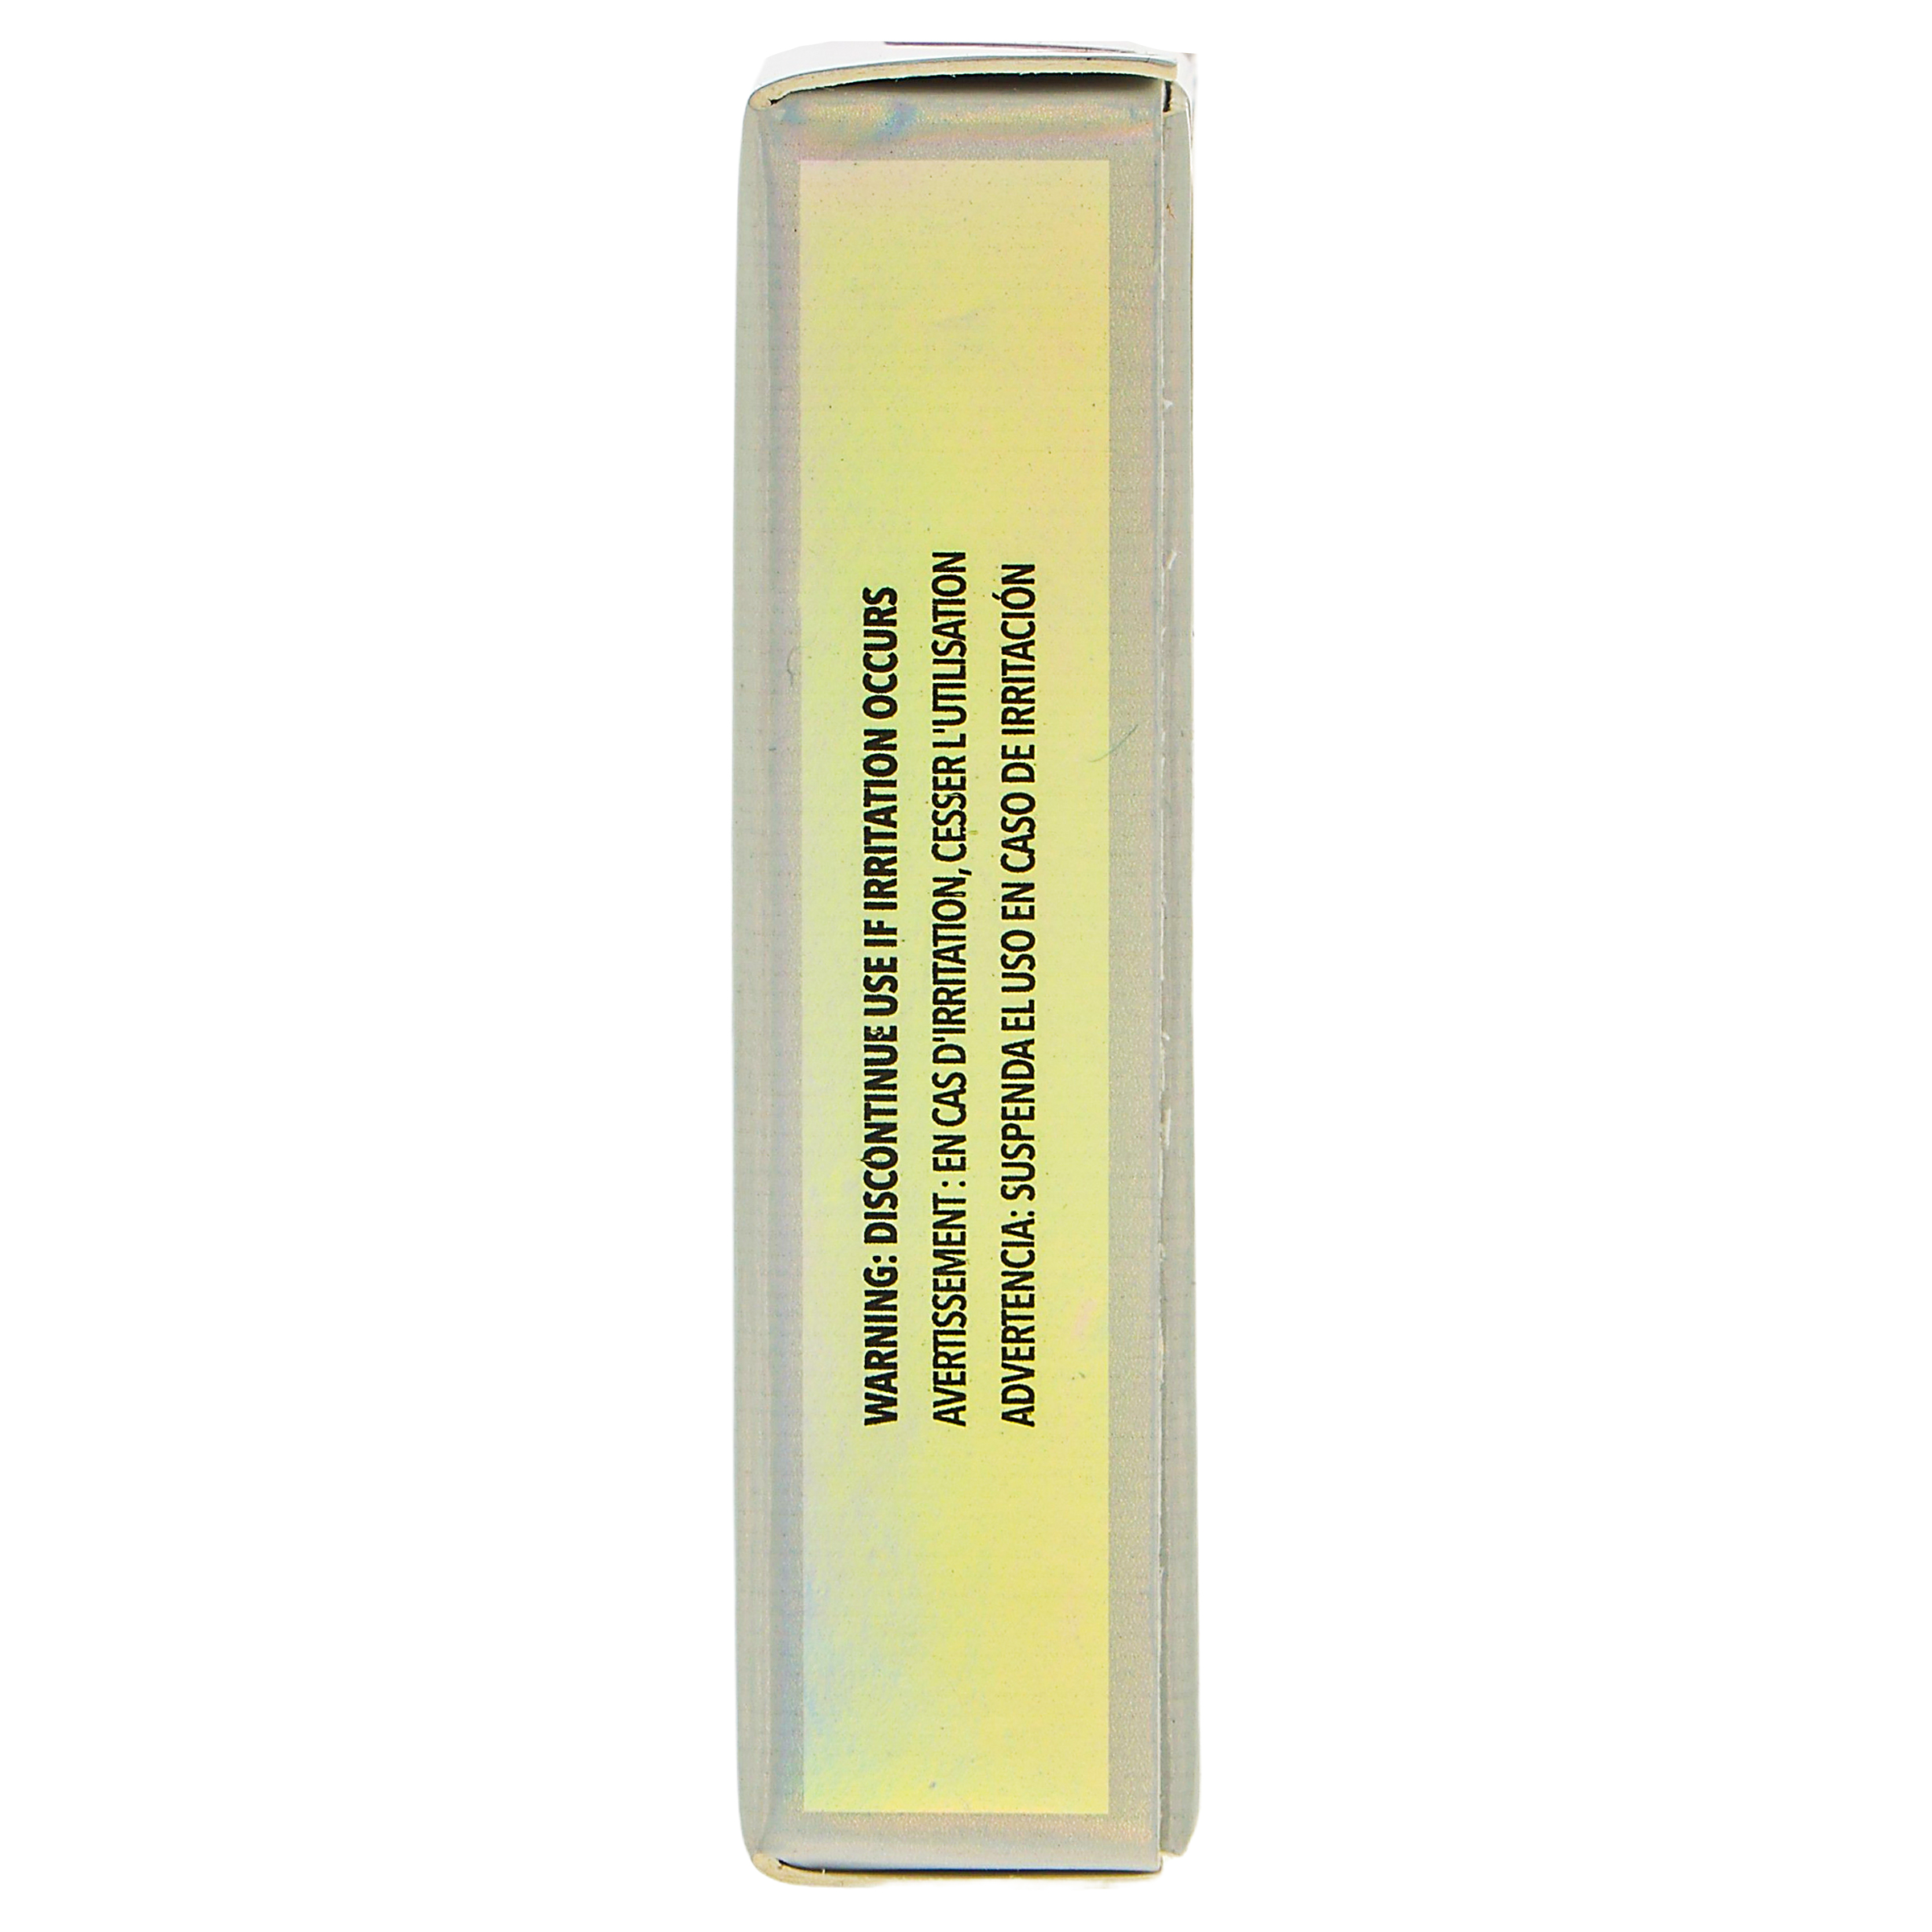 WARNING: DISCONTINUE USE IF IRRITATION OCCURS
AVERTISSEMENT : EN CAS D'IRRITATION, CESSER L'UTILISATION
ADVERTENCIA: SUSPENDA EL USO EN CASO DE IRRITACIÓN